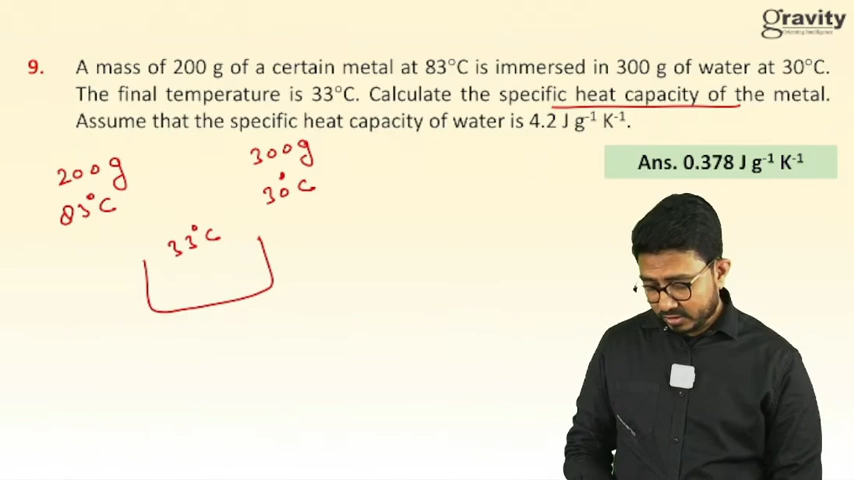 gravity
9. A mass of 200 g of a certain metal at 83°C is immersed in 300 g of water at 30°C.
The final temperature is 33°C. Calculate the specific heat capacity of the metal.
Assume that the specific heat capacity of water is 4.2 J g⁻¹ K⁻¹.
Ans. 0.378 J g⁻¹ K⁻¹
200g
83°C
300g
30°C
33°C